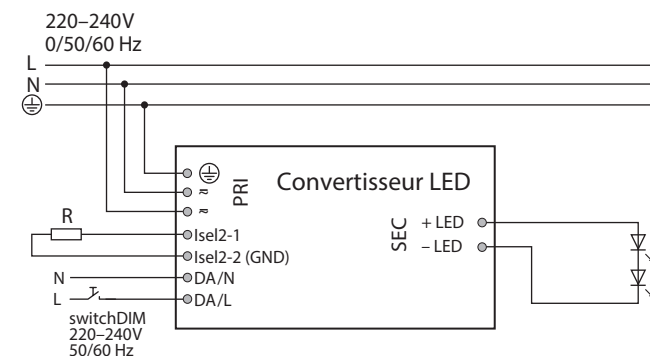 220–240V
0/50/60 Hz
L
N
Convertisseur LED
PRI
≂
≂
SEC
+ LED
– LED
R
Isel2-1
Isel2-2 (GND)
N
DA/N
L
DA/L
switchDIM
220–240V
50/60 Hz